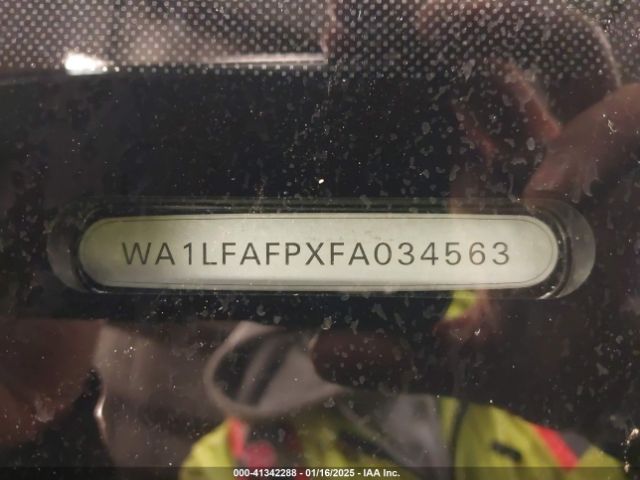 WA1LFAFPXFA034563
000-41342288 - 01/16/2025 - IAA Inc.